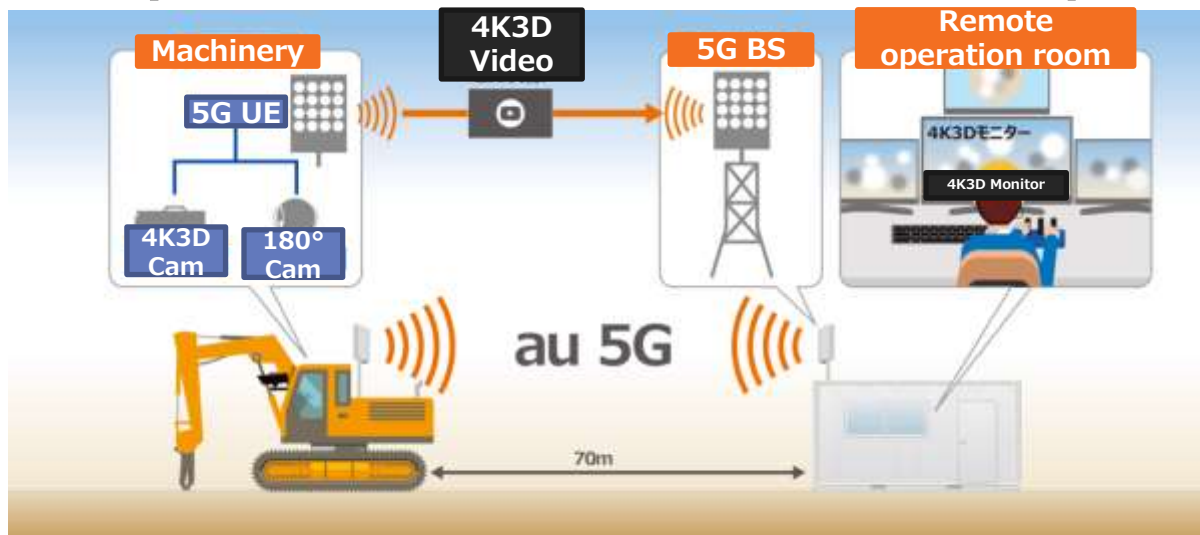 Machinery
4K3D
Video
5G BS
Remote
operation room
5G UE
4K3Dモニター
4K3D Monitor
4K3D
Cam
180°
Cam
au 5G
70m